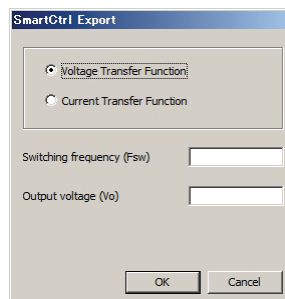 SmartCtrl Export
Voltage Transfer Function
Current Transfer Function
Switching frequency (Fsw)
Output voltage (Vo)
OK
Cancel